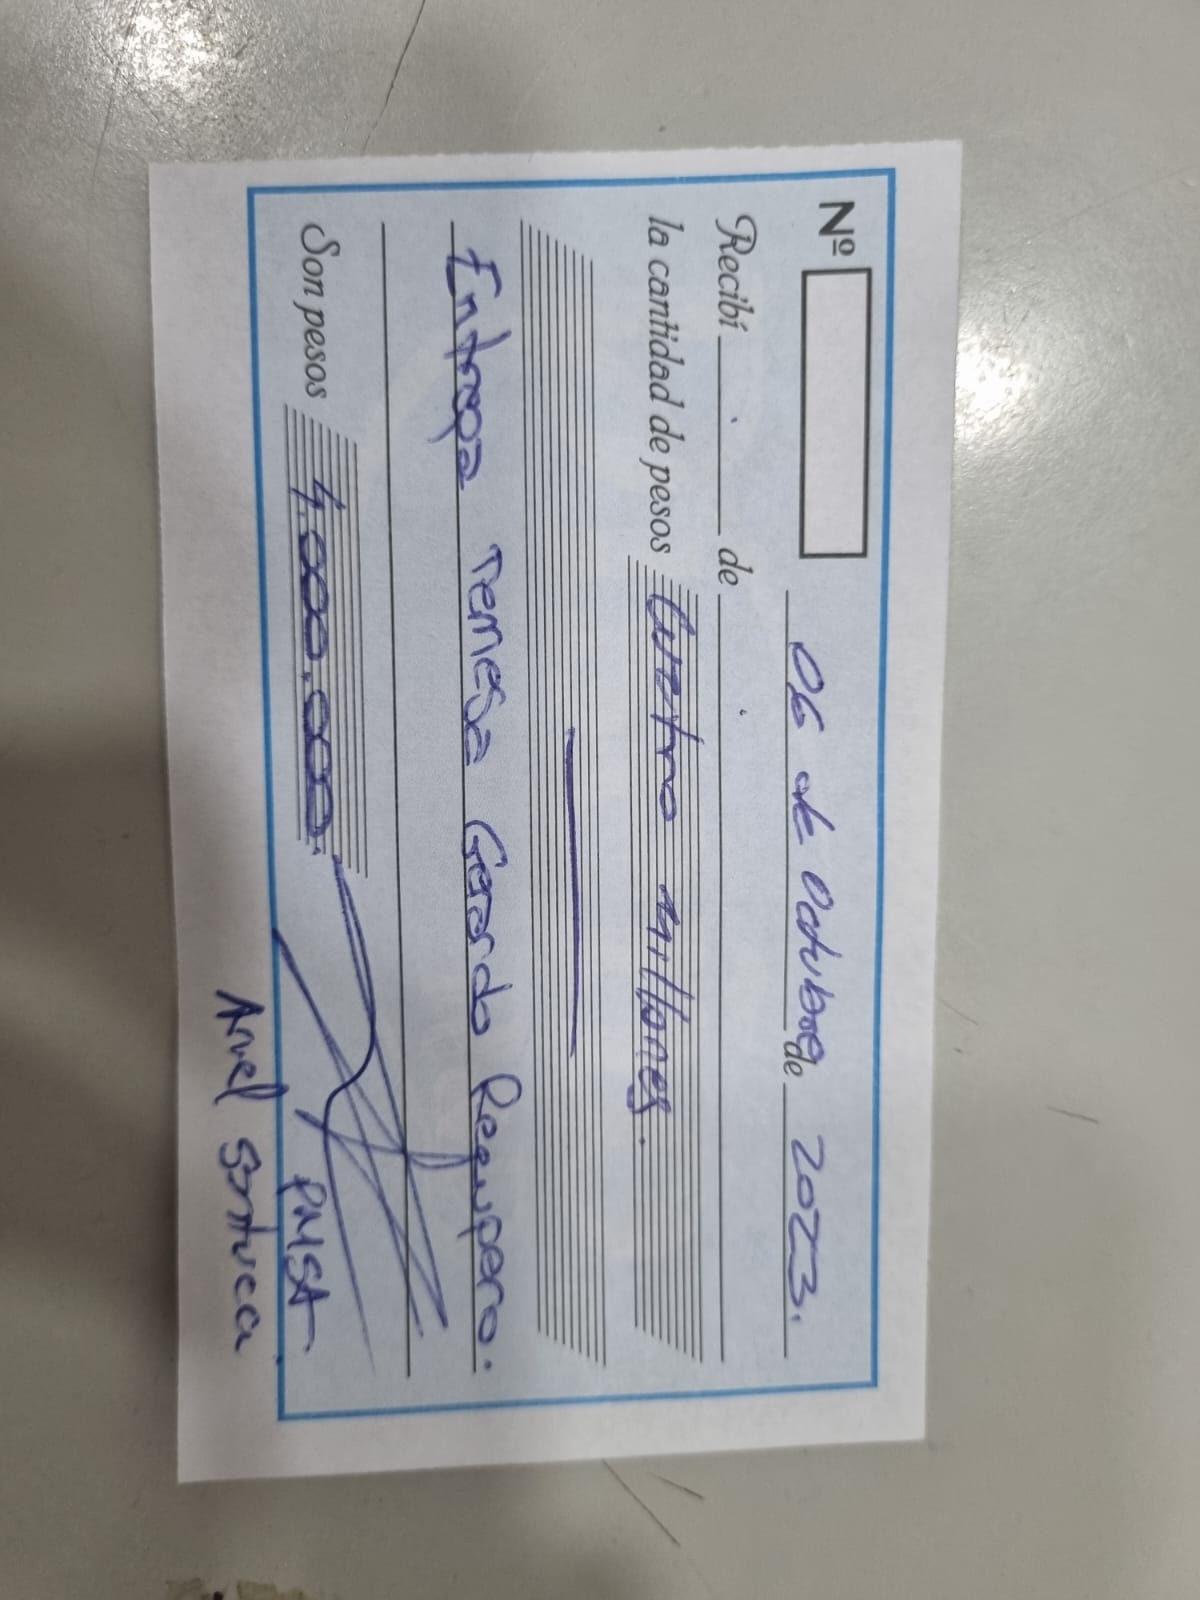 Nº 06 de Octubre de 2023.
Recibí de
la cantidad de pesos Cuatro millones.
Entrega remesa Gerardo Requpero.
Son pesos 4.000.000.
PMSA.
Ariel Santucci